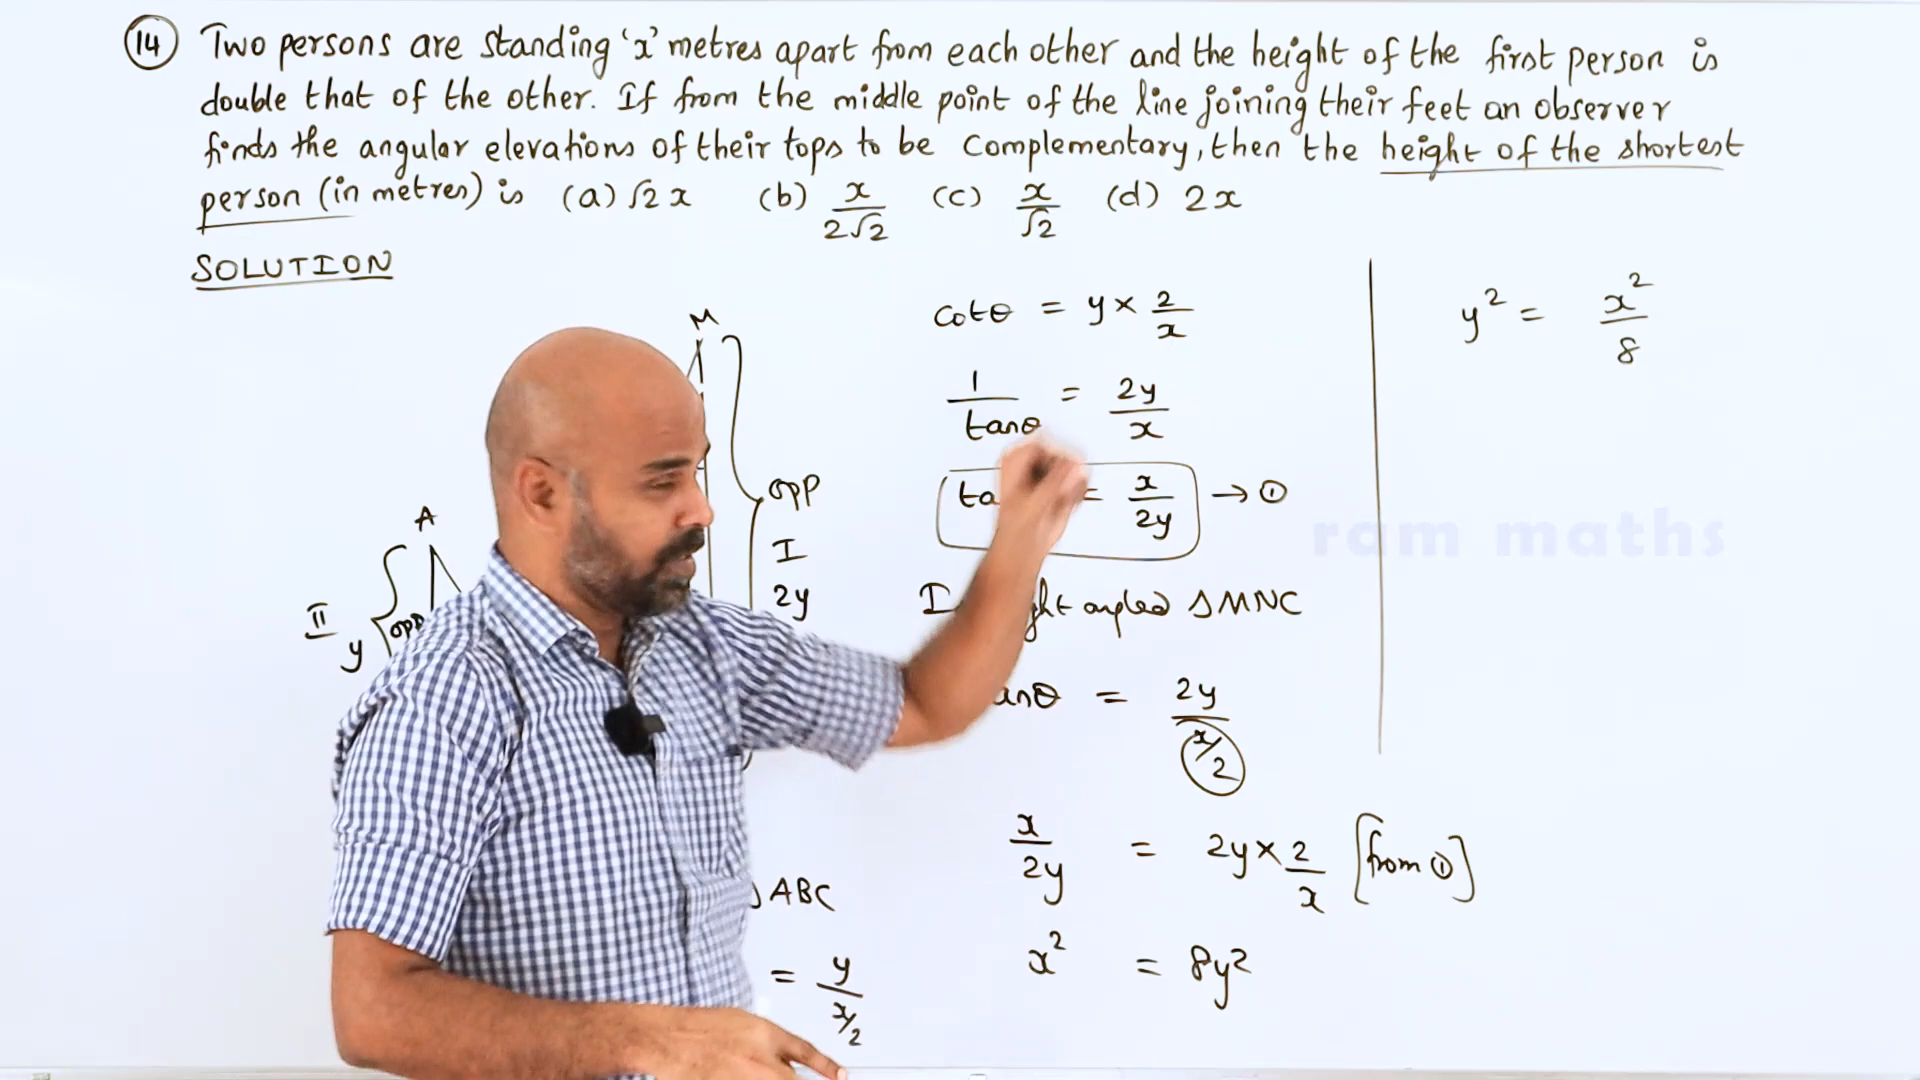 14 Two persons are standing 'x' metres apart from each other and the height of the first person is
double that of the other. If from the middle point of the line joining their feet an observer
finds the angular elevations of their tops to be complementary, then the height of the shortest
person (in metres) is (a) √2 x (b) x/2√2 (c) x/√2 (d) 2x
SOLUTION
M
A
opp
I
2y
II
opp
y
ABC
= y/x/2
cotθ = y × 2/x
1/tanθ = 2y/x
= x/2y → ①
angled ΔMNC
= 2y/x/2
x/2y = 2y × 2/x [from ①]
x² = 8y²
y² = x²/8
ram maths